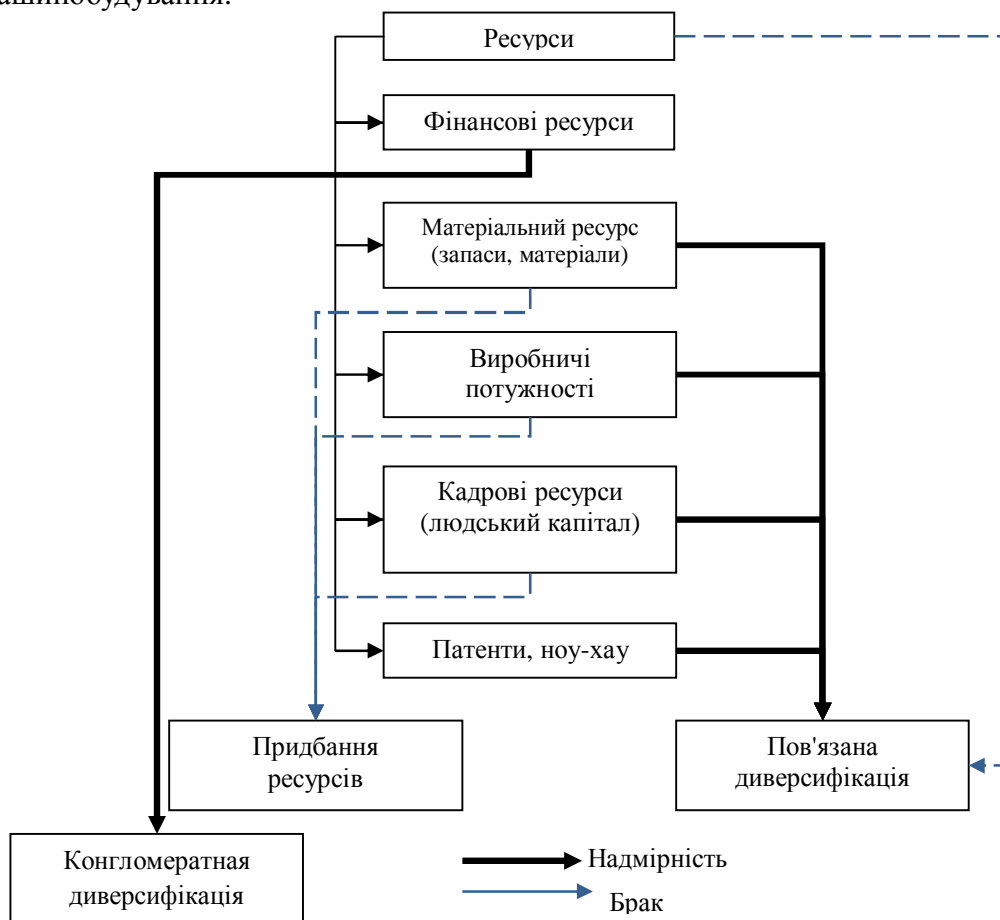 ашинобудування.
Ресурси
Фінансові ресурси
Матеріальний ресурс
(запаси, матеріали)
Виробничі
потужності
Кадрові ресурси
(людський капітал)
Патенти, ноу-хау
Придбання
ресурсів
Пов'язана
диверсифікація
Конгломератная
диверсифікація
Надмірність
Брак